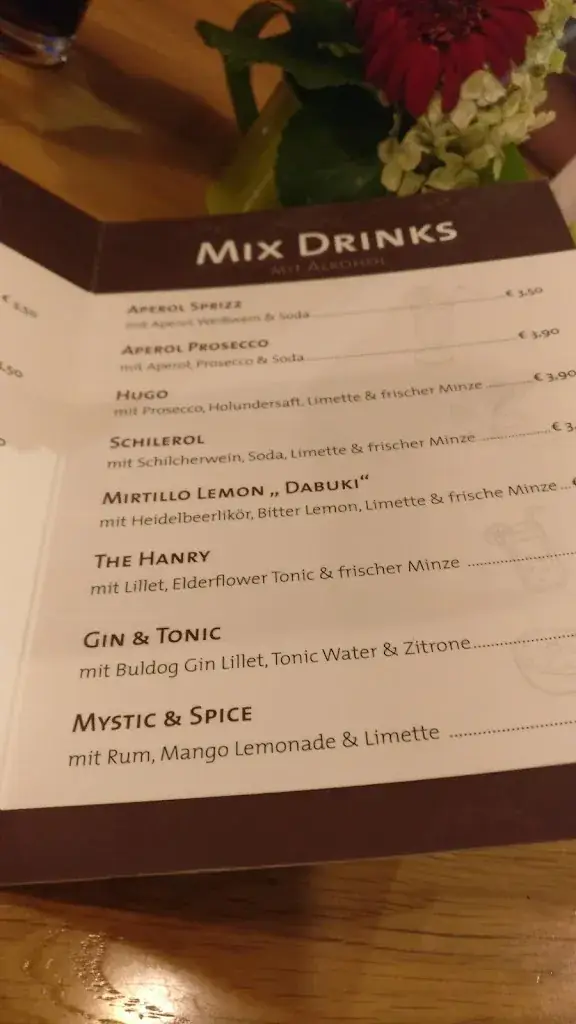 € 3,50
MIX DRINKS
MIT ALKOHOL
APEROL SPRIZZ
mit Aperol, Weißwein & Soda € 3,50
APEROL PROSECCO
mit Aperol, Prosecco & Soda € 3,90
HUGO
mit Prosecco, Holundersaft, Limette & frischer Minze € 3,90
SCHILEROL
mit Schilcherwein, Soda, Limette & frischer Minze € 3,
MIRTILLO LEMON „ DABUKI“
mit Heidelbeerlikör, Bitter Lemon, Limette & frische Minze
THE HANRY
mit Lillet, Elderflower Tonic & frischer Minze
GIN & TONIC
mit Buldog Gin Lillet, Tonic Water & Zitrone
MYSTIC & SPICE
mit Rum, Mango Lemonade & Limette